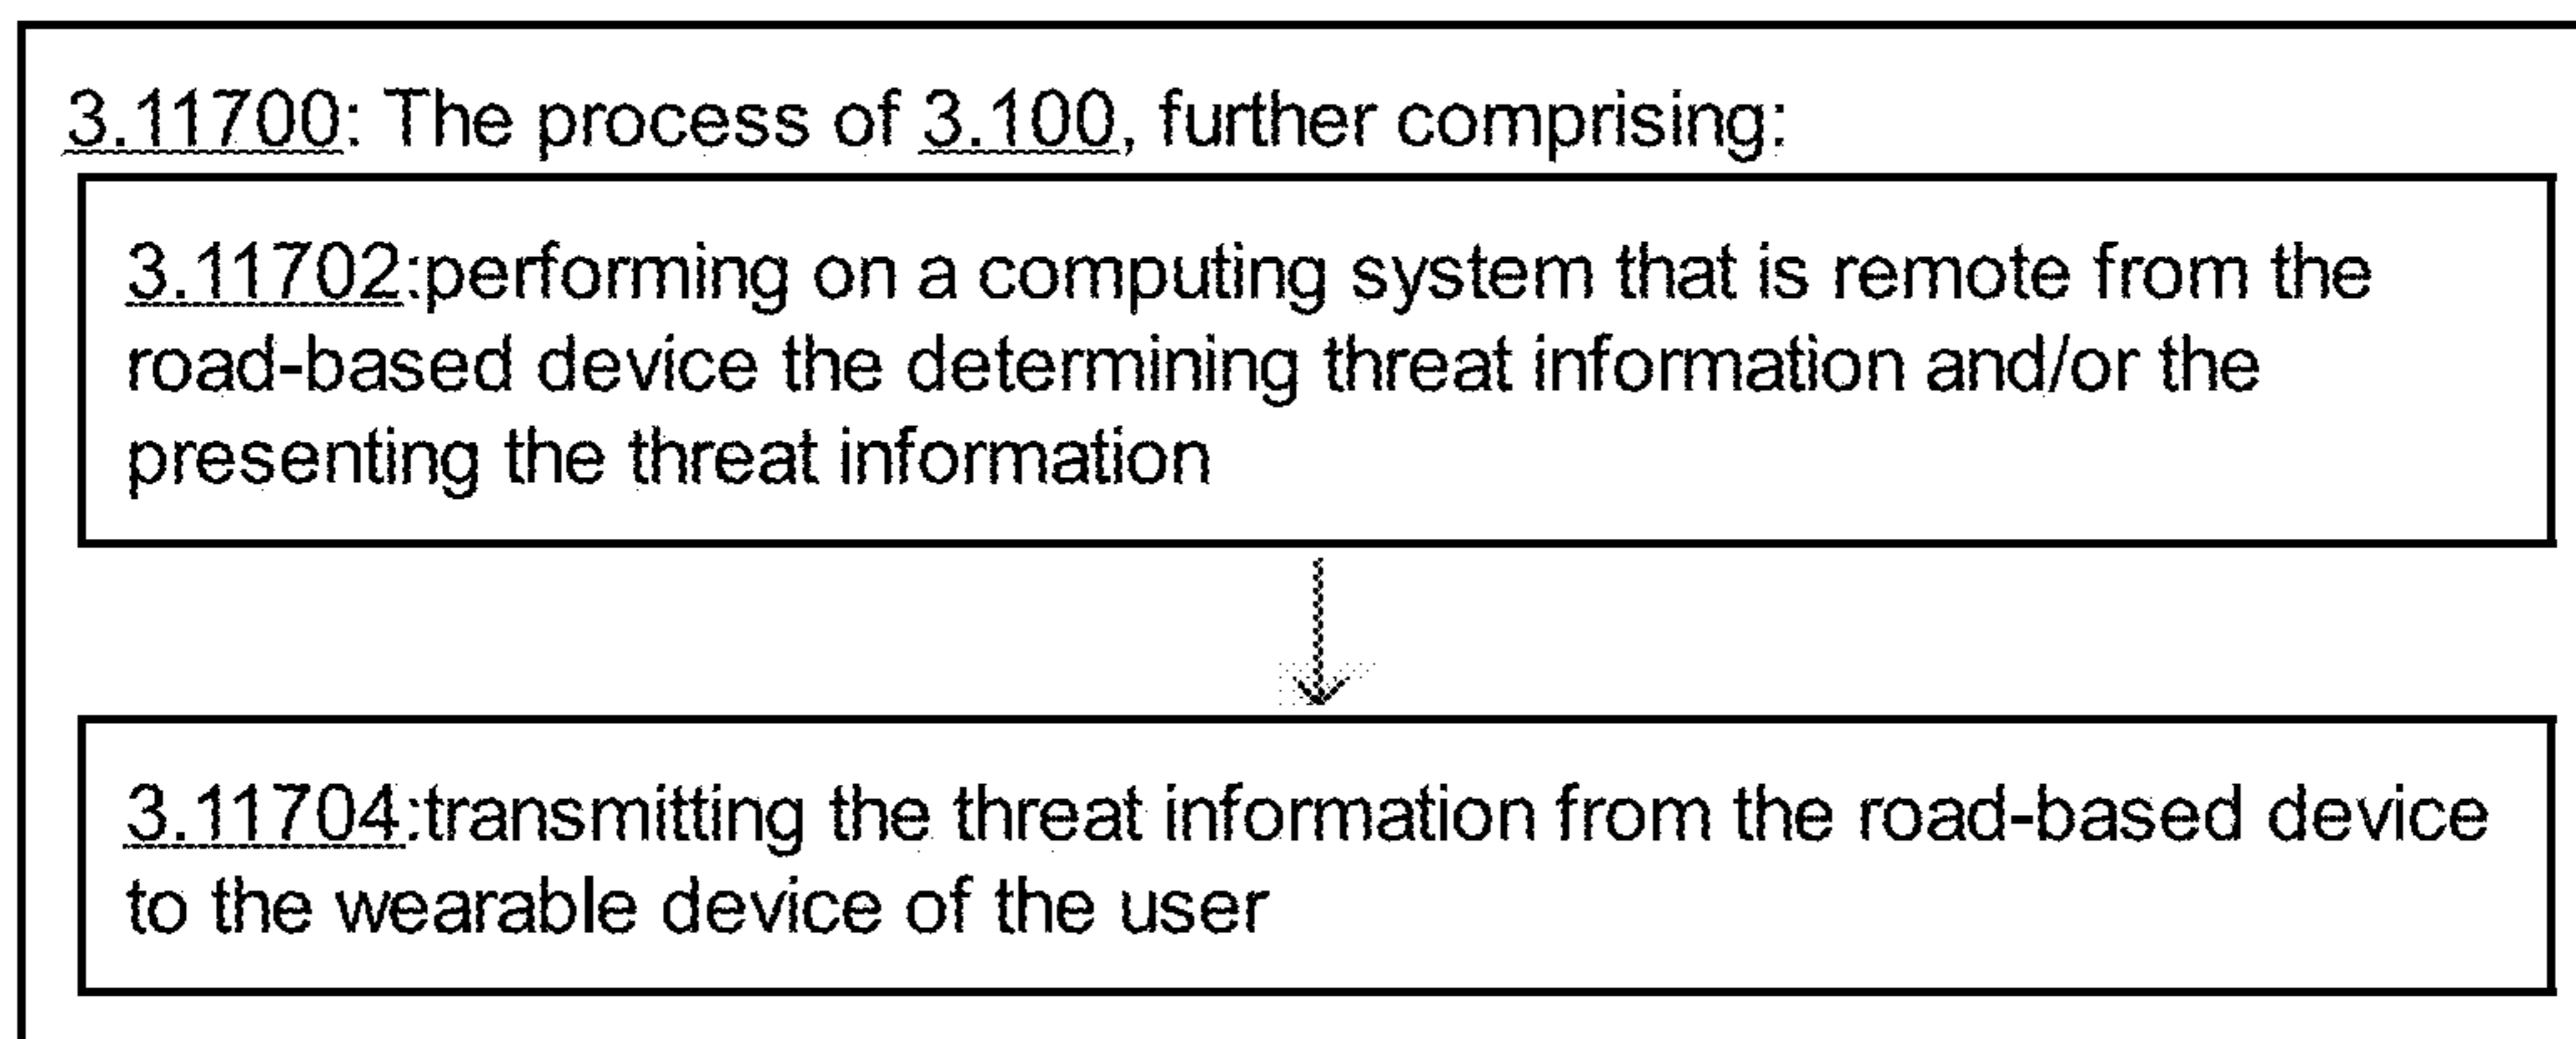 3.11700: The process of 3.100, further comprising:
3.11702:performing on a computing system that is remote from the
road-based device the determining threat information and/or the
presenting the threat information
3.11704:transmitting the threat information from the road-based device
to the wearable device of the user